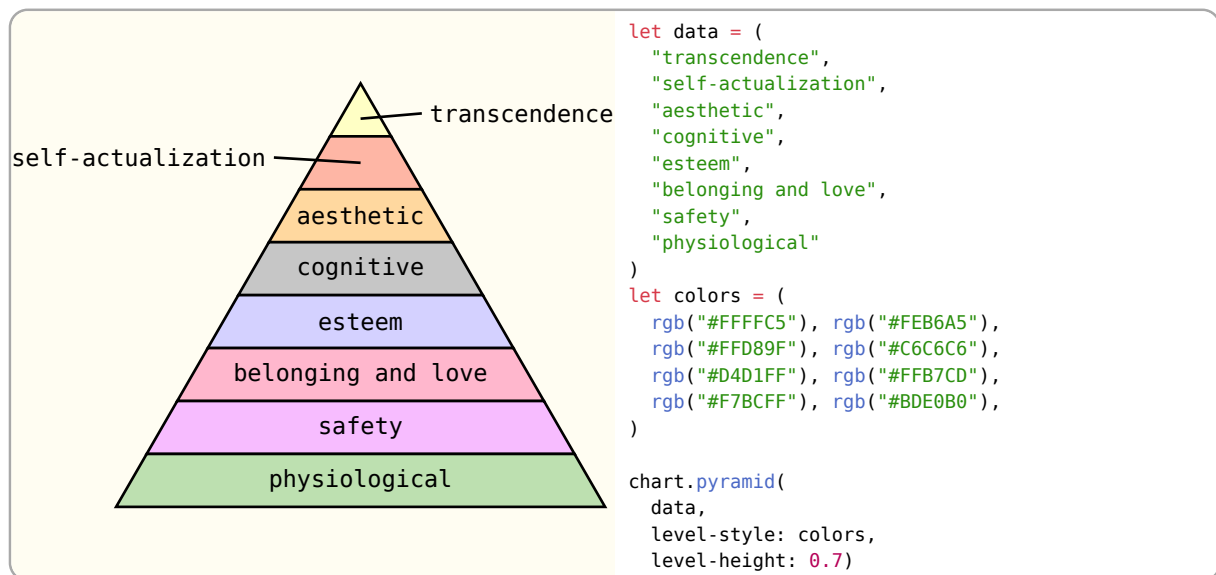 transcendence
self-actualization
aesthetic
cognitive
esteem
belonging and love
safety
physiological
let data = (
  "transcendence",
  "self-actualization",
  "aesthetic",
  "cognitive",
  "esteem",
  "belonging and love",
  "safety",
  "physiological"
)
let colors = (
  rgb("#FFFFC5"), rgb("#FEB6A5"),
  rgb("#FFD89F"), rgb("#C6C6C6"),
  rgb("#D4D1FF"), rgb("#FFB7CD"),
  rgb("#F7BCFF"), rgb("#BDE0B0"),
)
chart.pyramid(
  data,
  level-style: colors,
  level-height: 0.7)